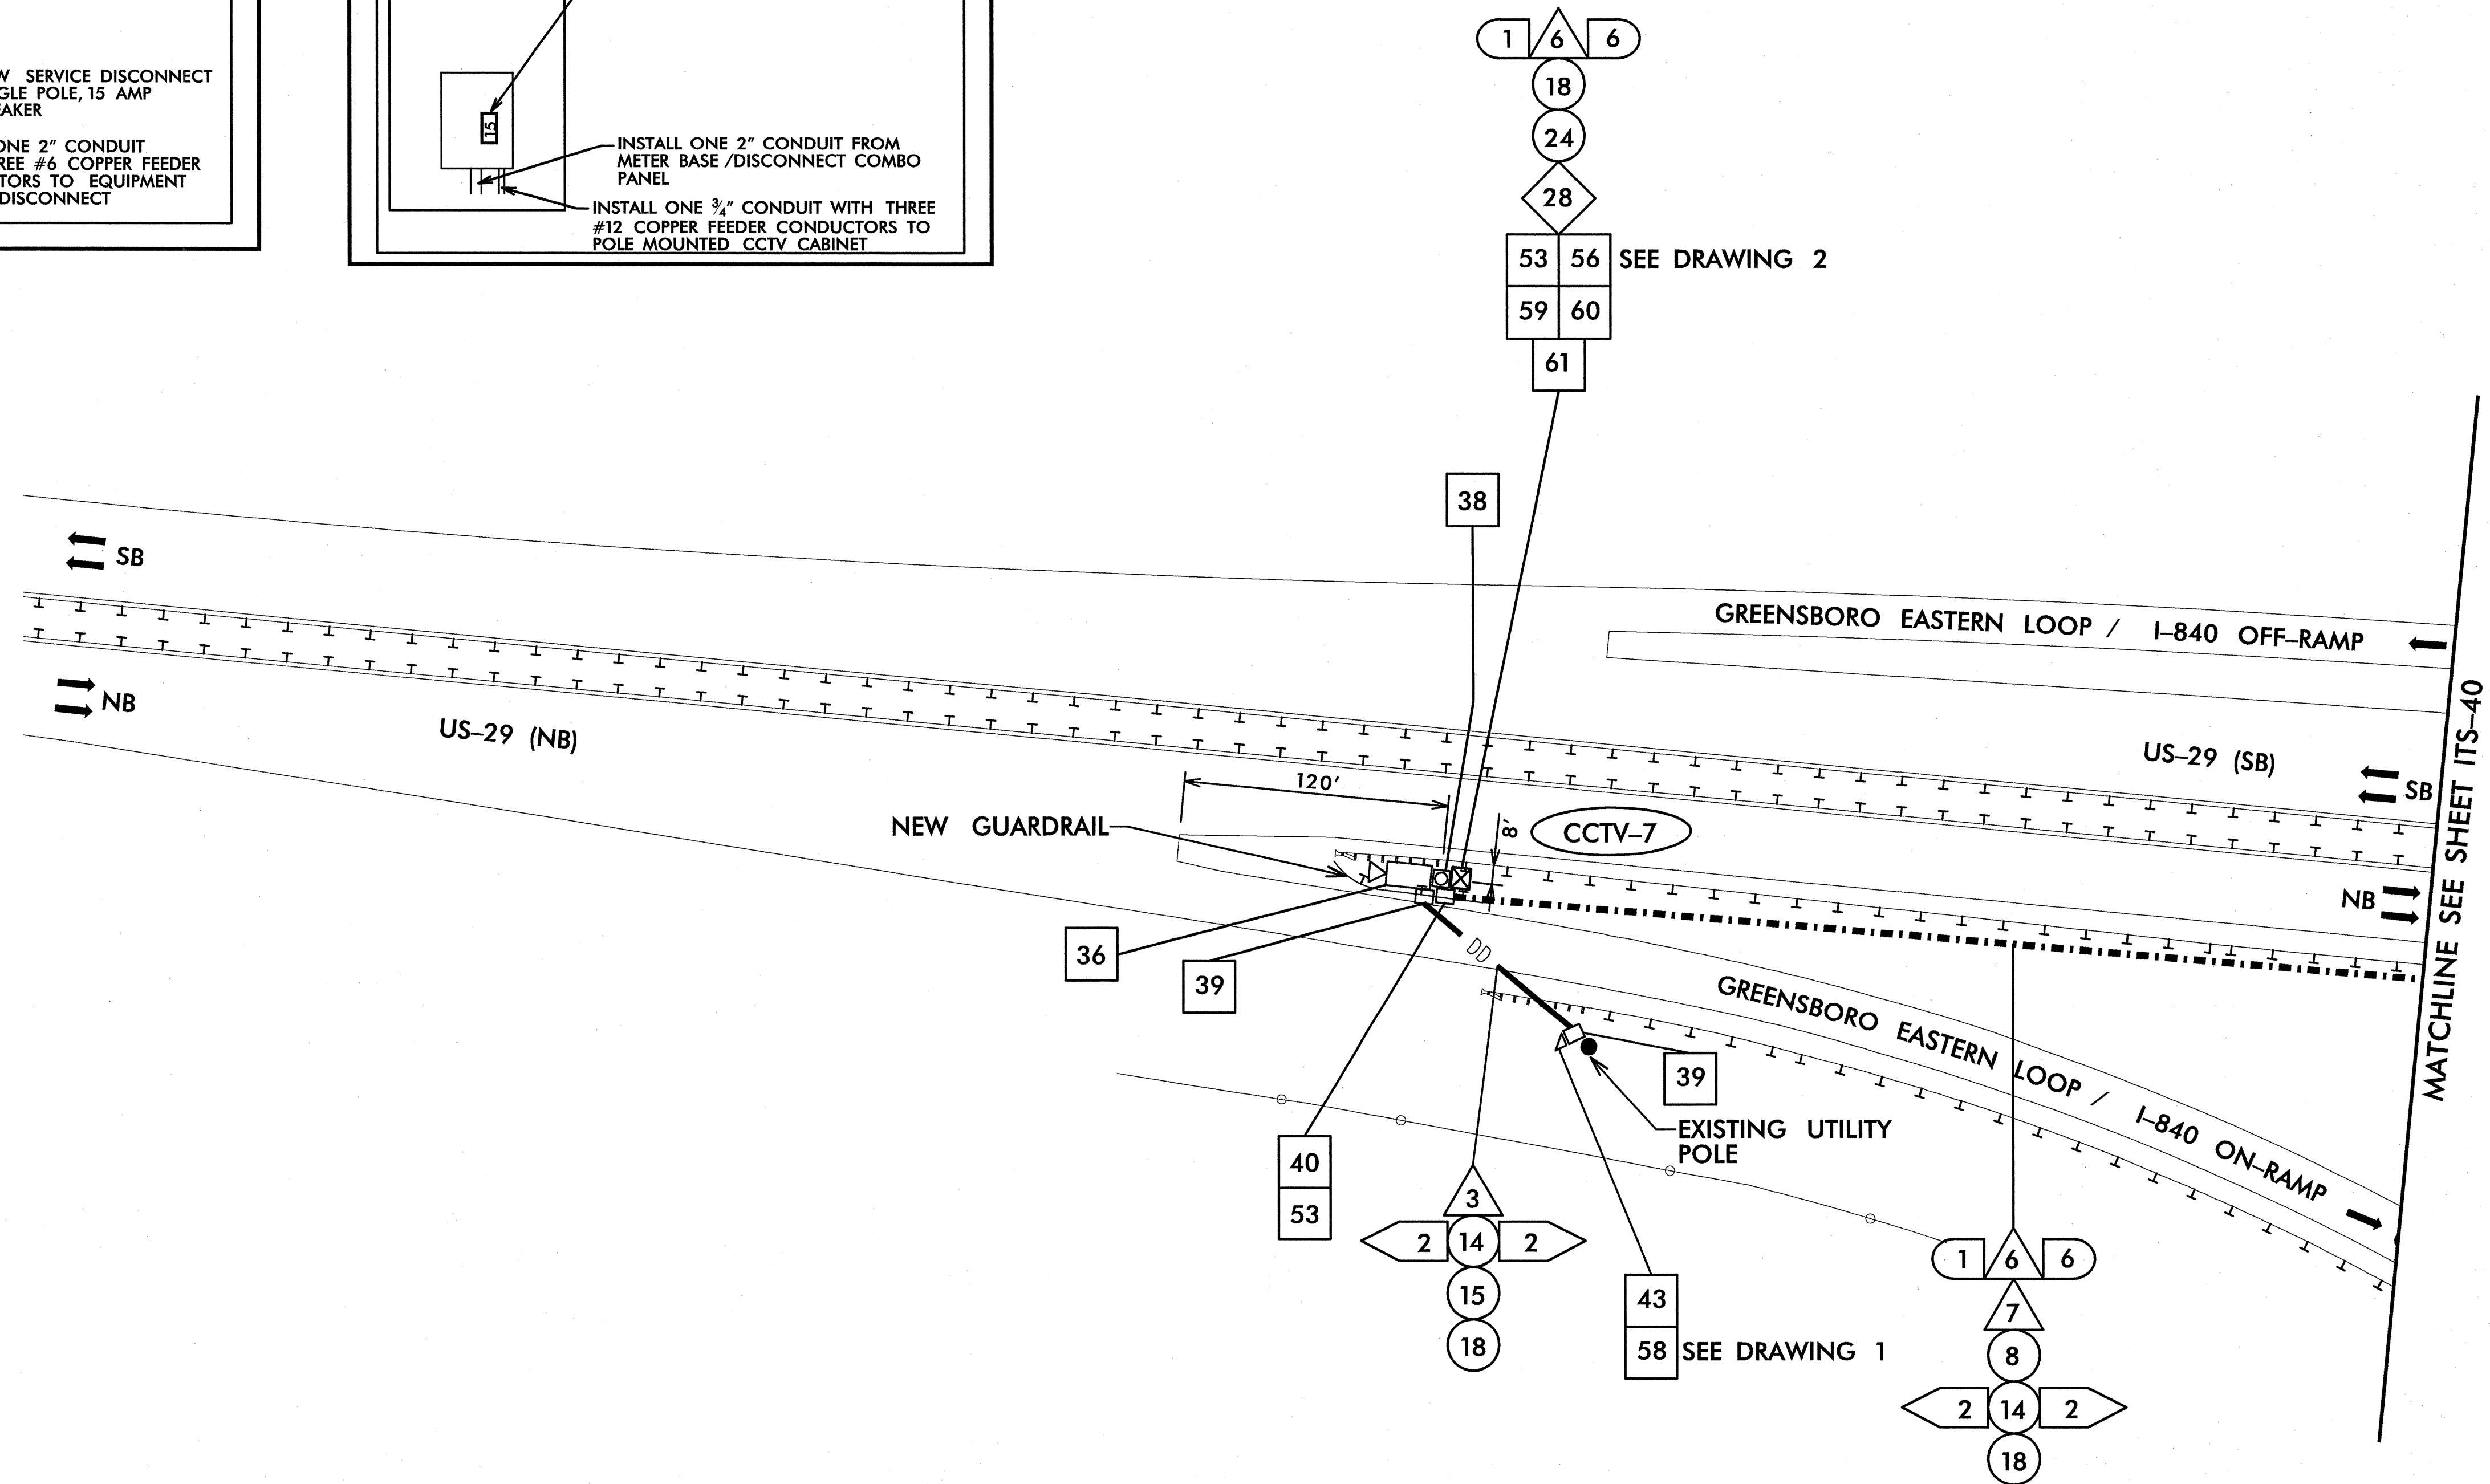 SERVICE DISCONNECT
POLE, 15 AMP
ONE 2" CONDUIT
#6 COPPER FEEDER
TO EQUIPMENT
DISCONNECT
15
INSTALL ONE 2" CONDUIT FROM
METER BASE /DISCONNECT COMBO
PANEL
INSTALL ONE ¾" CONDUIT WITH THREE
#12 COPPER FEEDER CONDUCTORS TO
POLE MOUNTED CCTV CABINET
1 6 6
18
24
28
53 56 SEE DRAWING 2
59 60
61
38
SB
NB
US-29 (NB)
GREENSBORO EASTERN LOOP / I-840 OFF-RAMP
US-29 (SB)
SB
NB
MATCHLINE SEE SHEET ITS-40
120'
NEW GUARDRAIL
8'
CCTV-7
36
39
39
GREENSBORO EASTERN LOOP / I-840 ON-RAMP
EXISTING UTILITY
POLE
40
53
3
2 14 2
15
18
43
58 SEE DRAWING 1
1 6 6
7
8
2 14 2
18